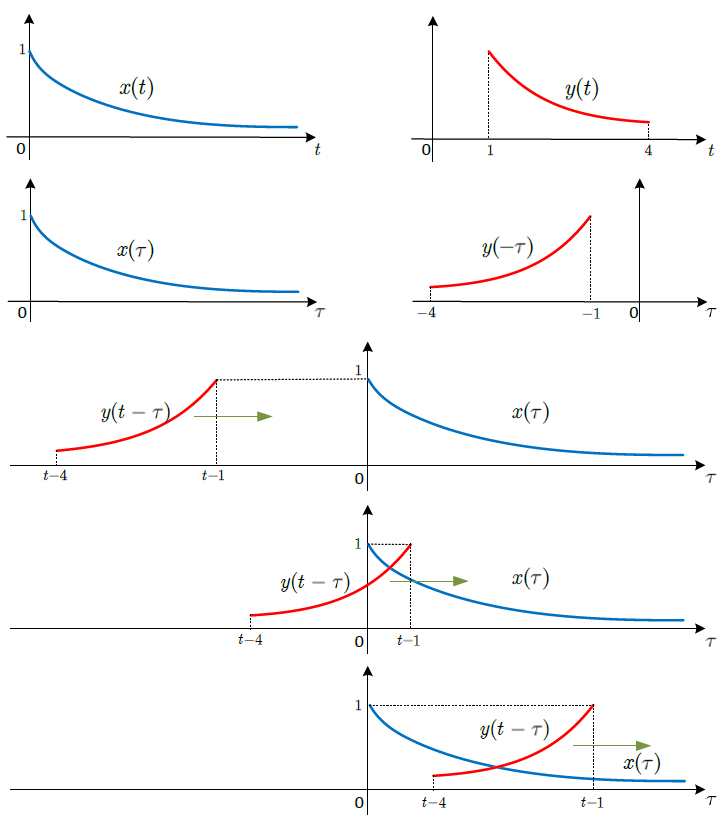 1 x(t) y(t)
0 t 0 1 4 t
1 x(τ) y(−τ)
0 τ −4 −1 0 τ
1
y(t − τ) x(τ)
t−4 t−1 0 τ
1
y(t − τ) x(τ)
t−4 0 t−1 τ
1
y(t − τ)
x(τ)
0 t−4 t−1 τ